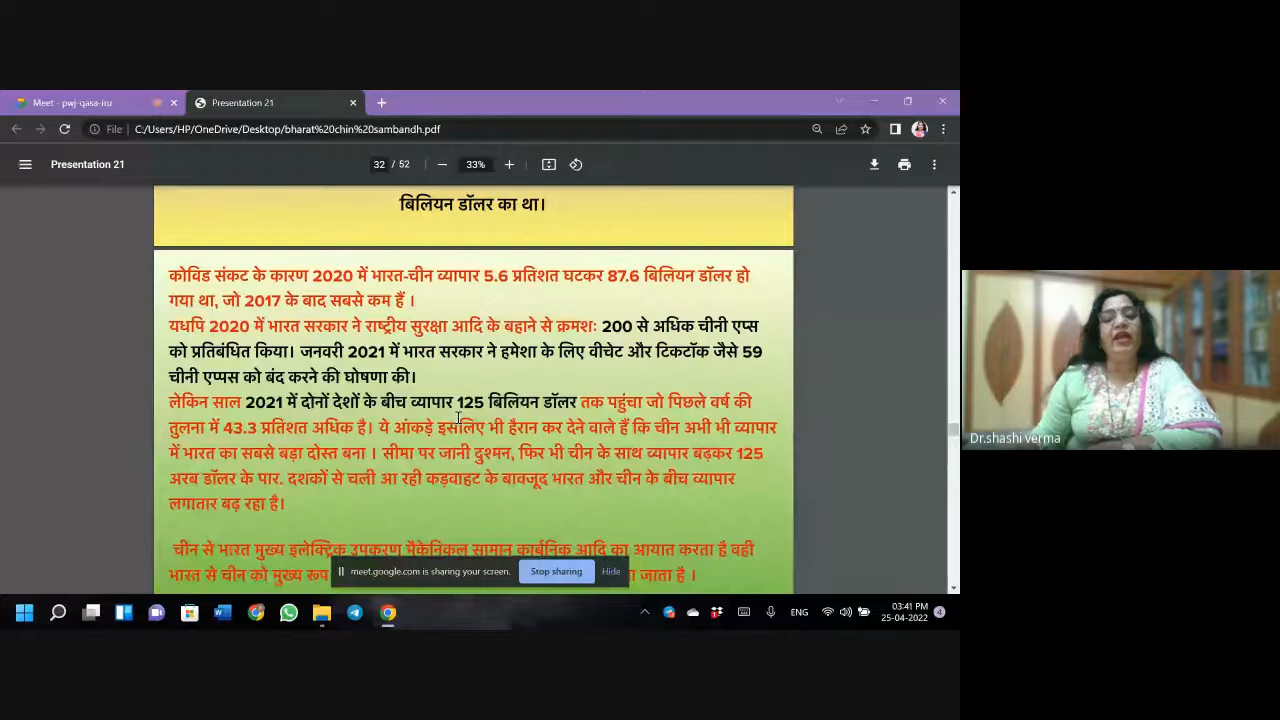 Meet - pwj-qasa-iru
Presentation 21
File
C:/Users/HP/OneDrive/Desktop/bharat%20chin%20sambandh.pdf
Presentation 21
32 / 52
33%
बिलियन डॉलर का था।
कोविड संकट के कारण 2020 में भारत-चीन व्यापार 5.6 प्रतिशत घटकर 87.6 बिलियन डॉलर हो
गया था, जो 2017 के बाद सबसे कम हैं ।
यधपि 2020 में भारत सरकार ने राष्ट्रीय सुरक्षा आदि के बहाने से क्रमशः 200 से अधिक चीनी एप्स
को प्रतिबंधित किया। जनवरी 2021 में भारत सरकार ने हमेशा के लिए वीचेट और टिकटॉक जैसे 59
चीनी एप्पस को बंद करने की घोषणा की।
लेकिन साल 2021 में दोनों देशों के बीच व्यापार 125 बिलियन डॉलर तक पहुंचा जो पिछले वर्ष की
तुलना में 43.3 प्रतिशत अधिक है। ये आंकड़े इसलिए भी हैरान कर देने वाले हैं कि चीन अभी भी व्यापार
में भारत का सबसे बड़ा दोस्त बना । सीमा पर जानी दुश्मन, फिर भी चीन के साथ व्यापार बढ़कर 125
अरब डॉलर के पार. दशकों से चली आ रही कड़वाहट के बावजूद भारत और चीन के बीच व्यापार
लगातार बढ़ रहा है।
चीन से भारत मुख्य इलेक्ट्रिक उपकरण मैकेनिकल सामान कार्बनिक आदि का आयात करता है वही
भारत से चीन को मुख्य रूप जाता है ।
meet.google.com is sharing your screen.
Stop sharing
Hide
Dr.shashi verma
ENG
03:41 PM
25-04-2022
4